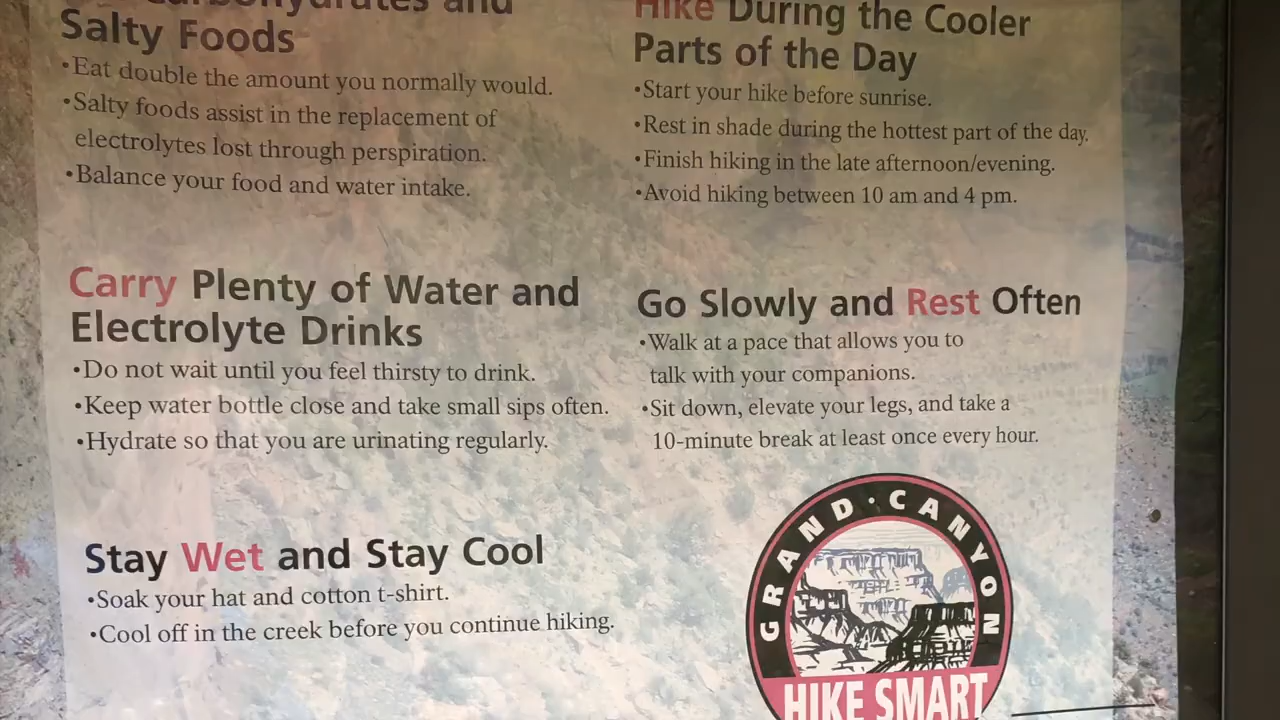 Carbohydrates and
Salty Foods
•Eat double the amount you normally would.
•Salty foods assist in the replacement of
electrolytes lost through perspiration.
•Balance your food and water intake.
Carry Plenty of Water and
Electrolyte Drinks
•Do not wait until you feel thirsty to drink.
•Keep water bottle close and take small sips often.
•Hydrate so that you are urinating regularly.
Stay Wet and Stay Cool
•Soak your hat and cotton t-shirt.
•Cool off in the creek before you continue hiking.
Hike During the Cooler
Parts of the Day
•Start your hike before sunrise.
•Rest in shade during the hottest part of the day.
•Finish hiking in the late afternoon/evening.
•Avoid hiking between 10 am and 4 pm.
Go Slowly and Rest Often
•Walk at a pace that allows you to
talk with your companions.
•Sit down, elevate your legs, and take a
10-minute break at least once every hour.
GRAND·CANYON
HIKE SMART